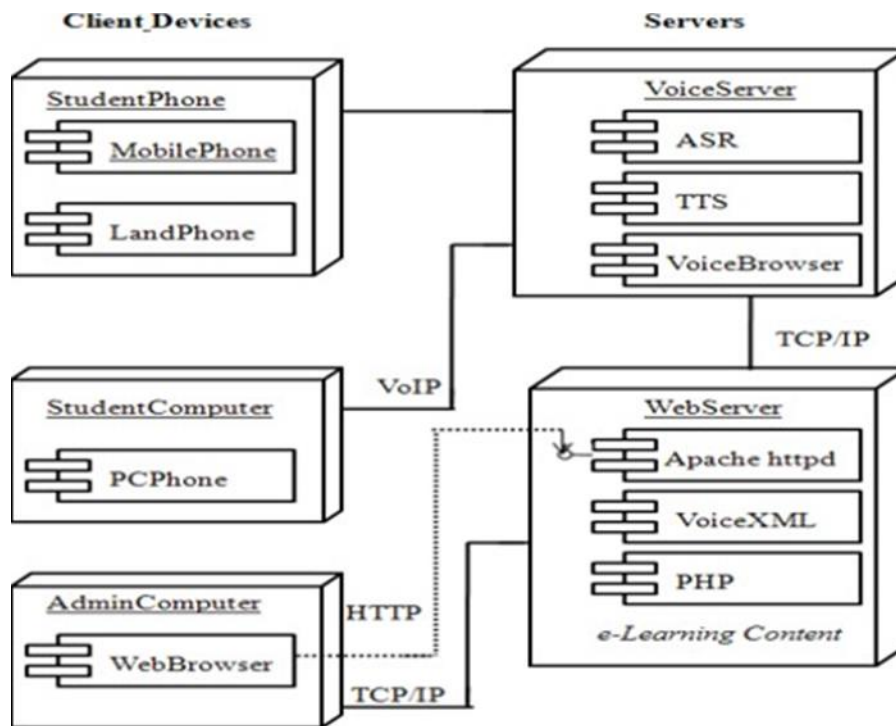 Client_Devices
Servers
StudentPhone
MobilePhone
LandPhone
VoiceServer
ASR
TTS
VoiceBrowser
TCP/IP
StudentComputer
PCPhone
VoIP
WebServer
Apache httpd
VoiceXML
PHP
e-Learning Content
AdminComputer
WebBrowser
HTTP
TCP/IP